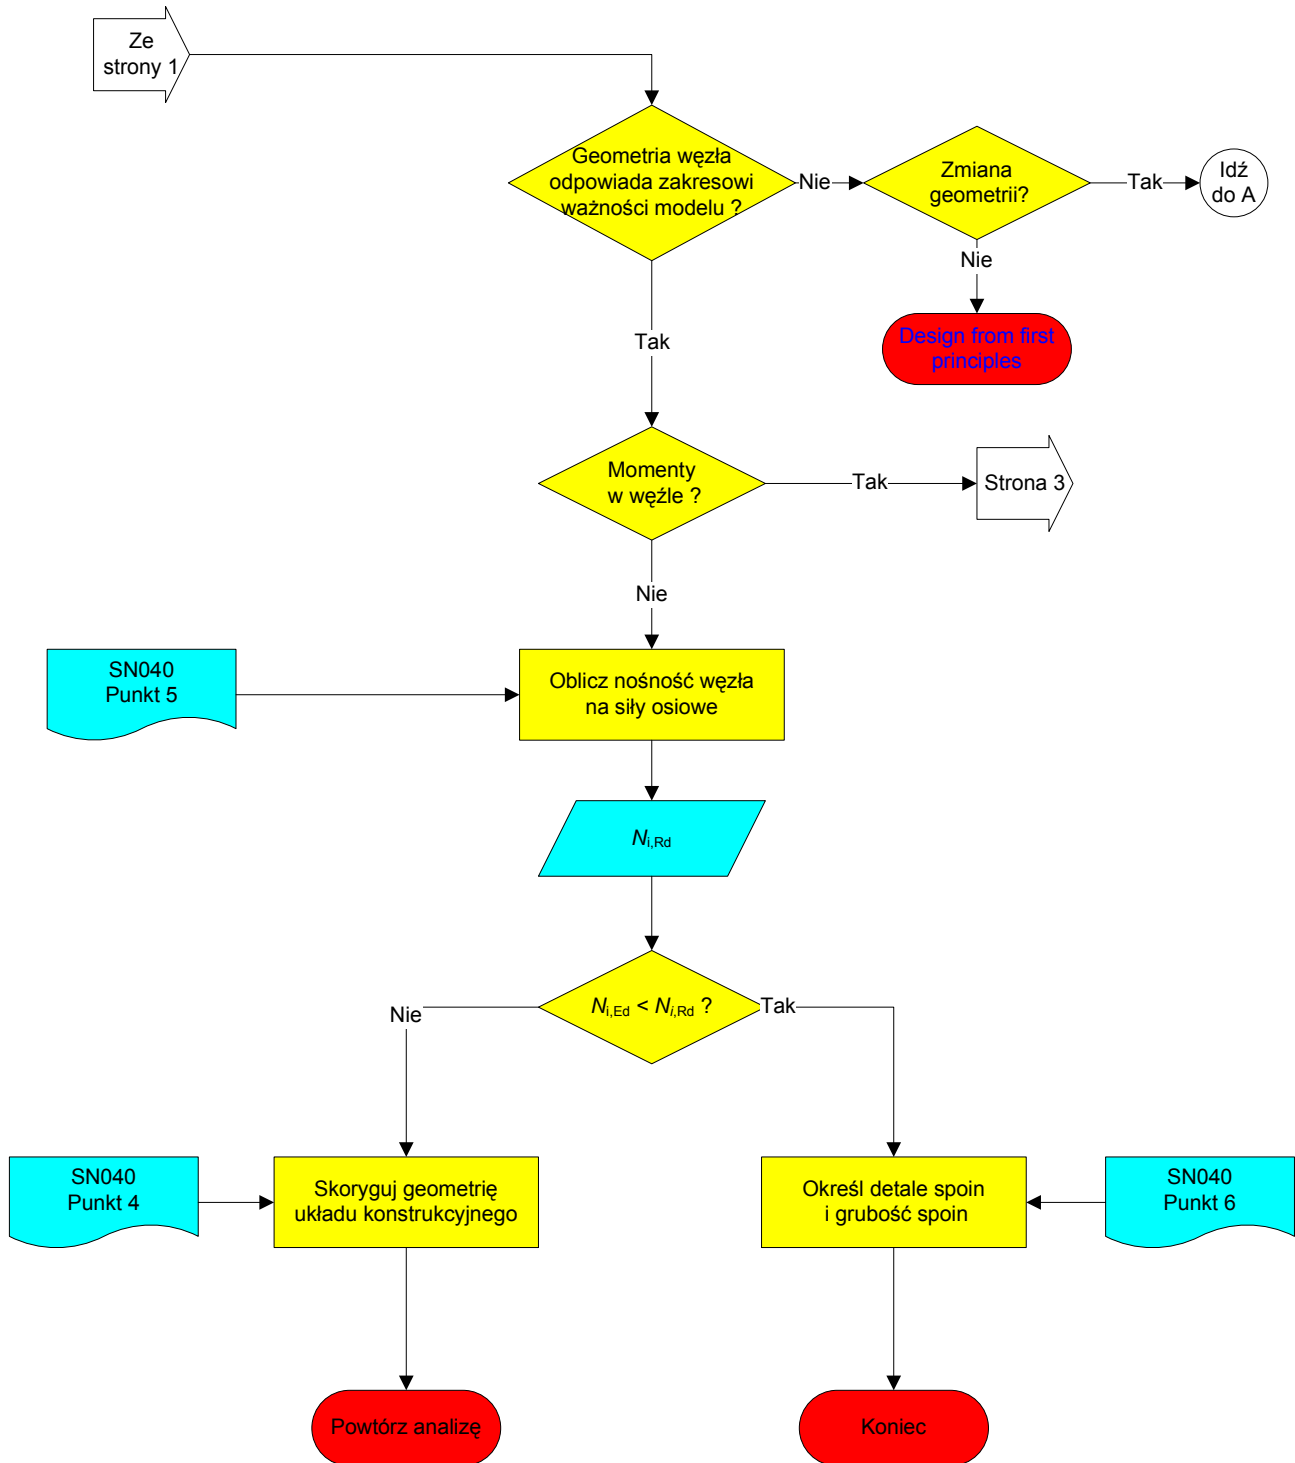 Ze
strony 1
Geometria węzła
odpowiada zakresowi
ważności modelu ?
Nie
Zmiana
geometrii?
Tak
Idź
do A
Nie
Design from first
principles
Tak
Momenty
w węźle ?
Tak
Strona 3
Nie
SN040
Punkt 5
Oblicz nośność węzła
na siły osiowe
Ni,Rd
Ni,Ed < Ni,Rd ?
Nie
Tak
SN040
Punkt 4
Skoryguj geometrię
układu konstrukcyjnego
Określ detale spoin
i grubość spoin
SN040
Punkt 6
Powtórz analizę
Koniec